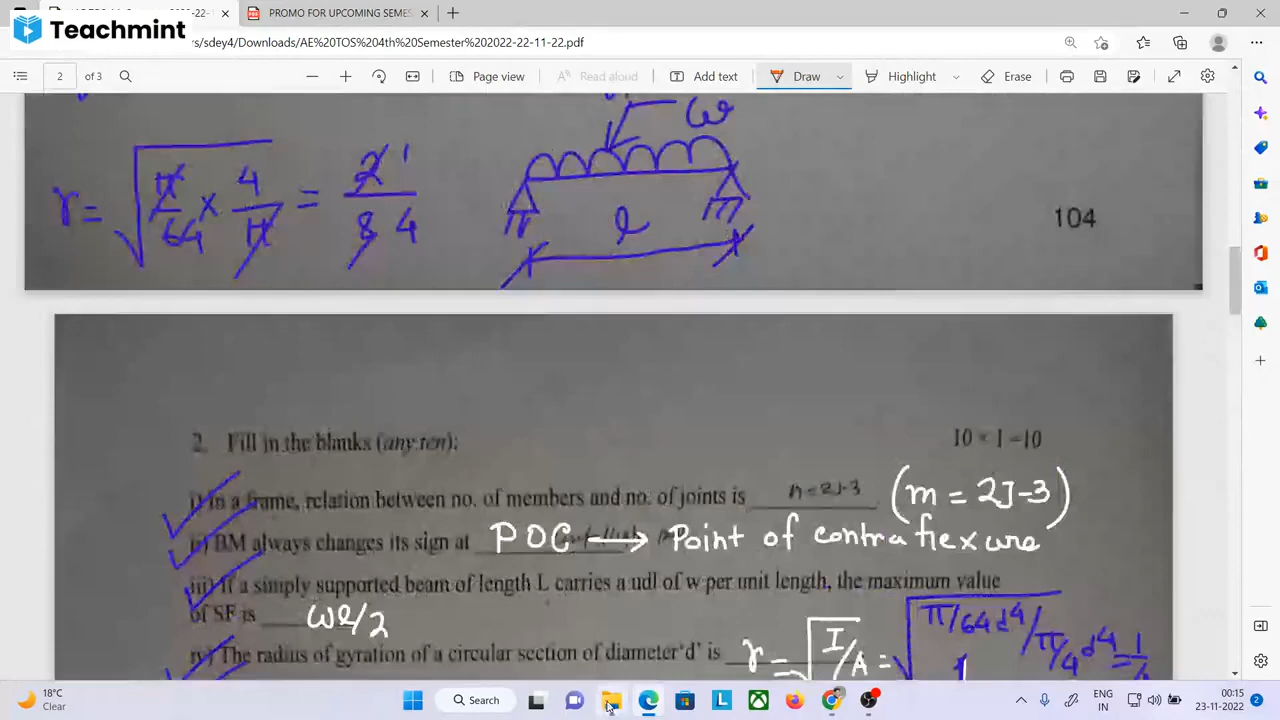 PROMO FOR UPCOMING SEMES
Teachmint
rs/sdey4/Downloads/AE%20TOS%204th%20Semester%202022-22-11-22.pdf
2 of 3
Page view
Read aloud
Add text
Draw
Highlight
Erase
ω
r = √ π/64 × 4/π = 2 1 / 8 4
l
104
2. Fill in the blanks (any ten):
10 × 1 =10
i) In a frame, relation between no. of members and no. of joints is n = 2J-3 (m = 2J-3)
ii) BM always changes its sign at POC → Point of contraflexure
iii) If a simply supported beam of length L carries a udl of w per unit length, the maximum value
of SF is ωl/2
iv) The radius of gyration of a circular section of diameter 'd' is r = √ I/A = √ π/64 d4 / π/4 d4 =
18°C
Clear
Search
ENG
IN
00:15
23-11-2022
2